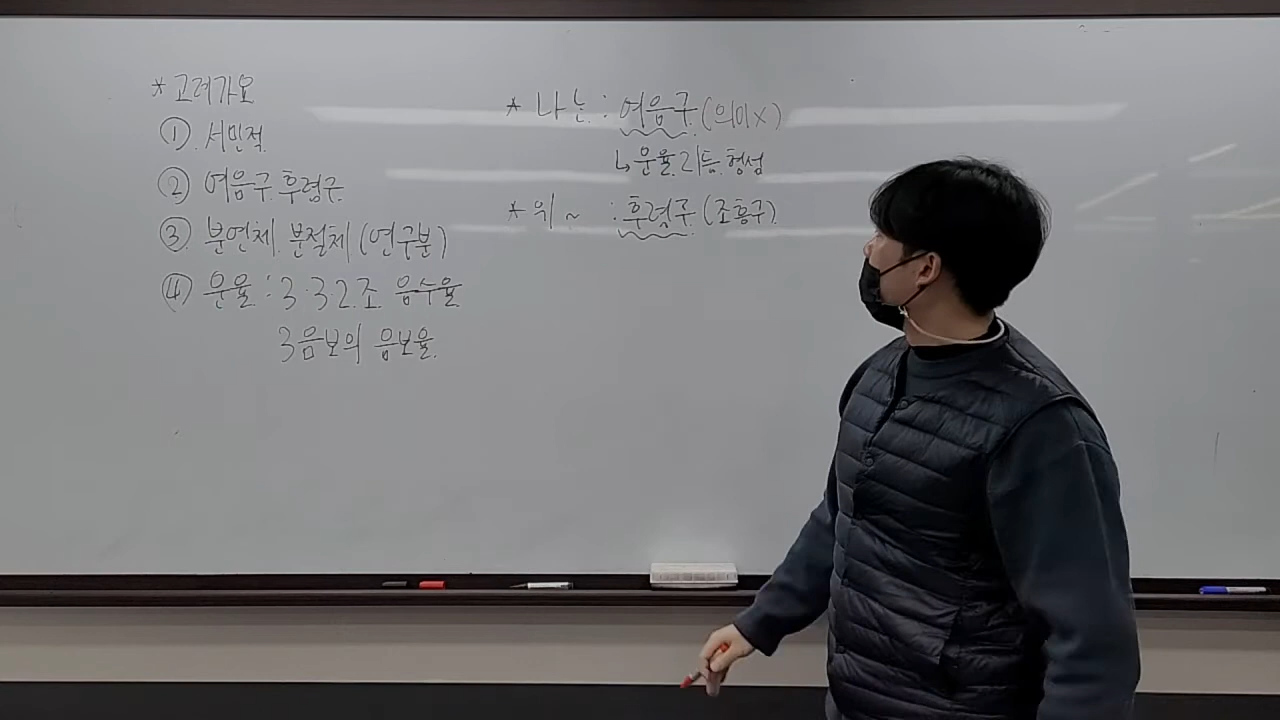 * 고려가요
① 서민적
② 여음구. 후렴구
③ 분연체. 분절체 (연구분)
④ 운율 : 3·3·2.조. 음수율
3음보의 음보율.
* 나는 : 여음구 (의미X)
↳ 운율. 리듬. 형성
* 위~ : 후렴구 (조흥구)